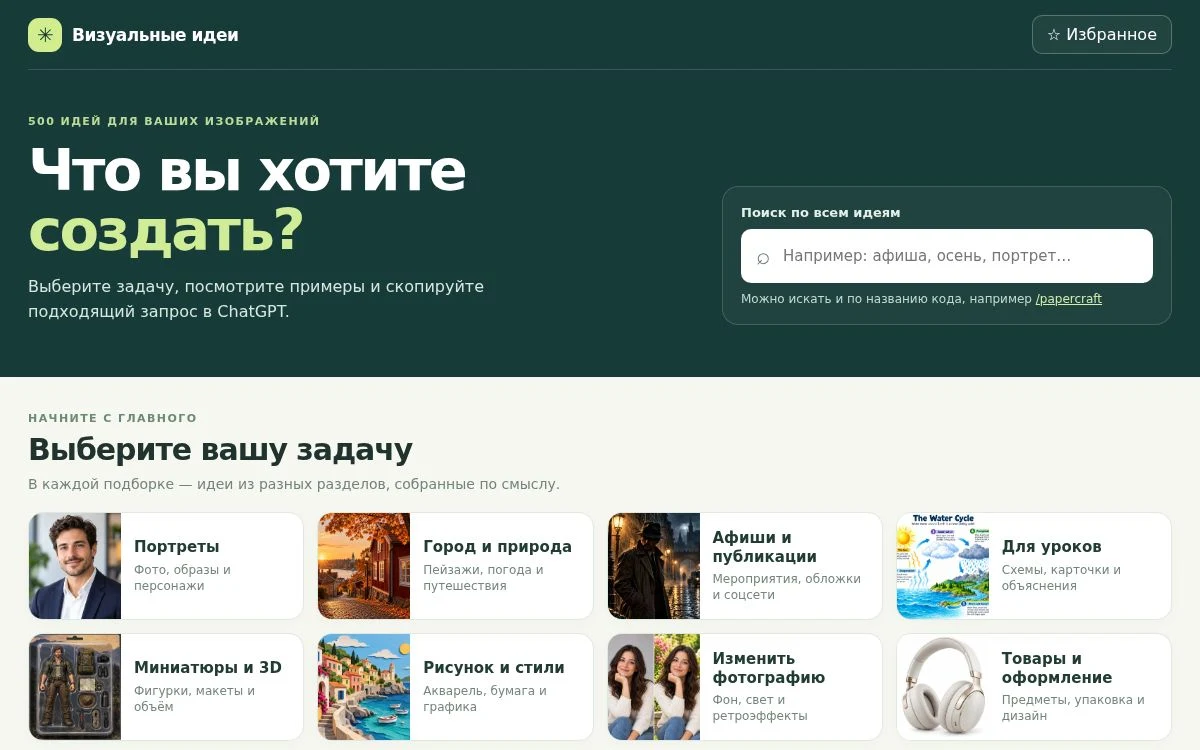 Визуальные идеи
☆ Избранное
500 ИДЕЙ ДЛЯ ВАШИХ ИЗОБРАЖЕНИЙ
Что вы хотите
создать?
Выберите задачу, посмотрите примеры и скопируйте
подходящий запрос в ChatGPT.
Поиск по всем идеям
Например: афиша, осень, портрет...
Можно искать и по названию кода, например /papercraft
НАЧНИТЕ С ГЛАВНОГО
Выберите вашу задачу
В каждой подборке — идеи из разных разделов, собранные по смыслу.
Портреты
Фото, образы и
персонажи
Город и природа
Пейзажи, погода и
путешествия
Афиши и
публикации
Мероприятия, обложки
и соцсети
The Water Cycle
Для уроков
Схемы, карточки и
объяснения
Миниатюры и 3D
Фигурки, макеты и
объём
Рисунок и стили
Акварель, бумага и
графика
Изменить
фотографию
Фон, свет и
ретроэффекты
Товары и
оформление
Предметы, упаковка и
дизайн